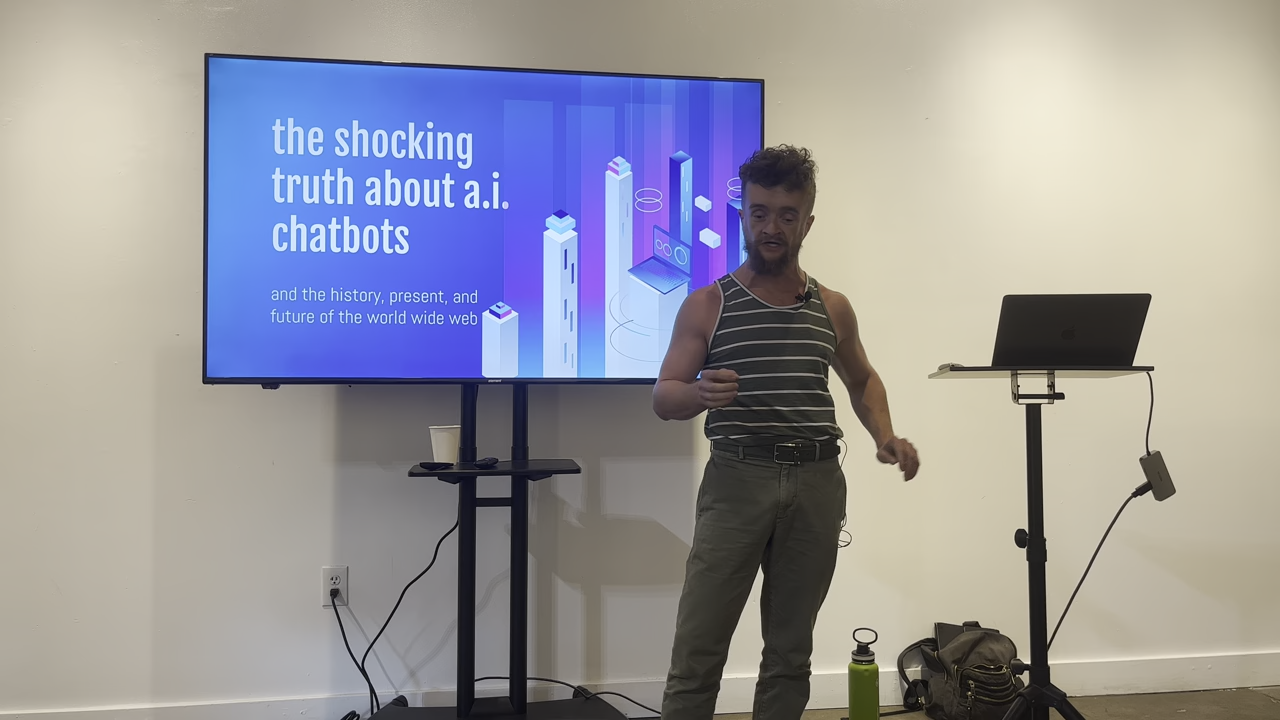 the shocking
truth about a.i.
chatbots
and the history, present, and
future of the world wide web